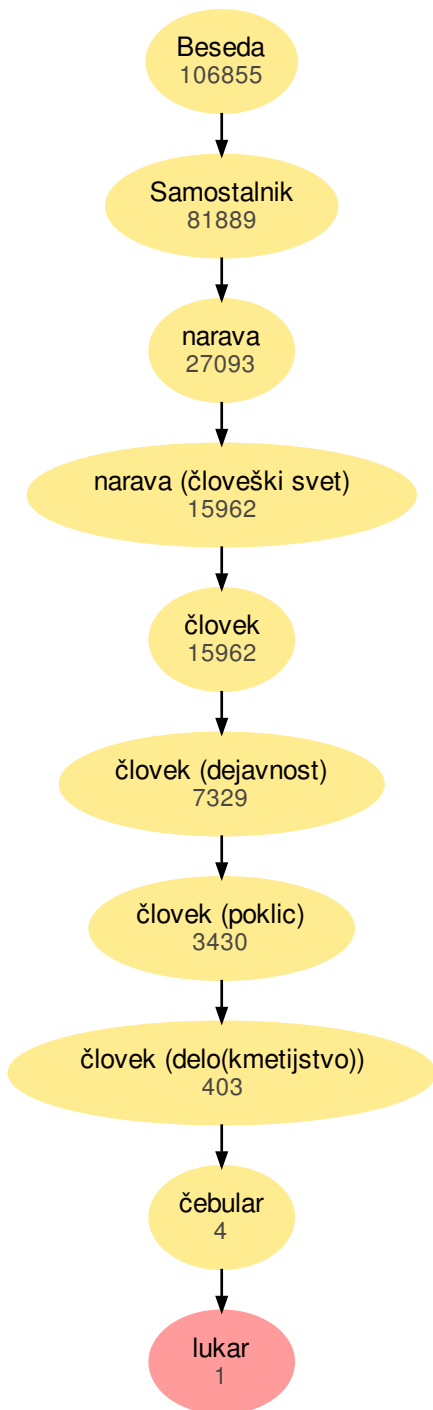 Beseda
106855
Samostalnik
81889
narava
27093
narava (človeški svet)
15962
človek
15962
človek (dejavnost)
7329
človek (poklic)
3430
človek (delo(kmetijstvo))
403
čebular
4
lukar
1